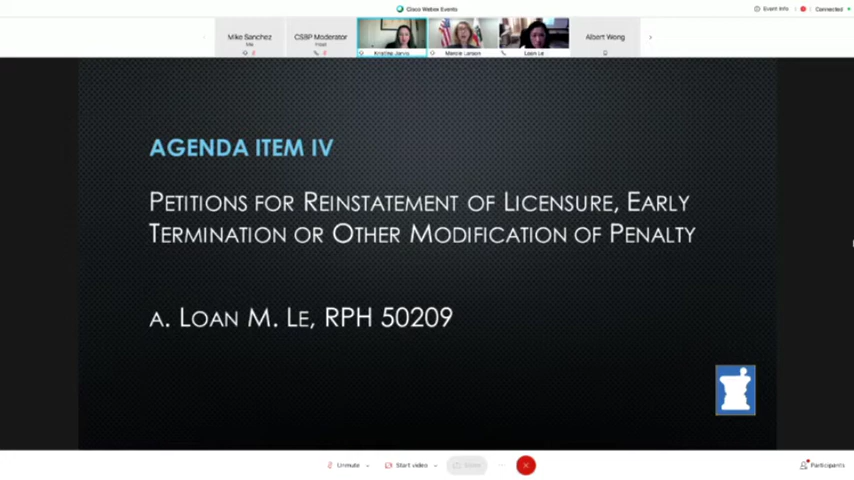 Cisco Webex Events
Event Info
Connected
Mike Sanchez
Me
CSBP Moderator
Host
Kristina Jarvis
Marcie Larson
Loan Le
Albert Wong
AGENDA ITEM IV
PETITIONS FOR REINSTATEMENT OF LICENSURE, EARLY
TERMINATION OR OTHER MODIFICATION OF PENALTY
A. LOAN M. LE, RPH 50209
Unmute
Start video
Share
Participants